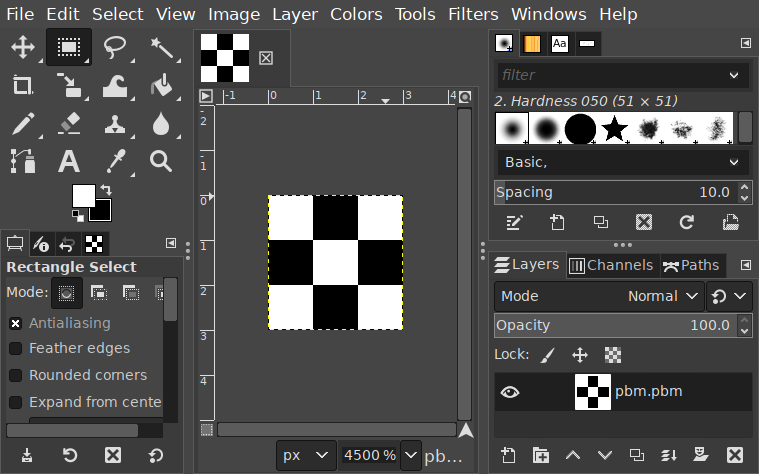 File Edit Select View Image Layer Colors Tools Filters Windows Help
Aa
filter
2. Hardness 050 (51 × 51)
Basic,
Spacing 10.0
-1 0 1 2 3 4
-2
-1
0
1
2
3
4
Rectangle Select
Mode:
Antialiasing
Feather edges
Rounded corners
Expand from cente
px 4500 % pb...
Layers Channels Paths
Mode Normal
Opacity 100.0
Lock:
pbm.pbm